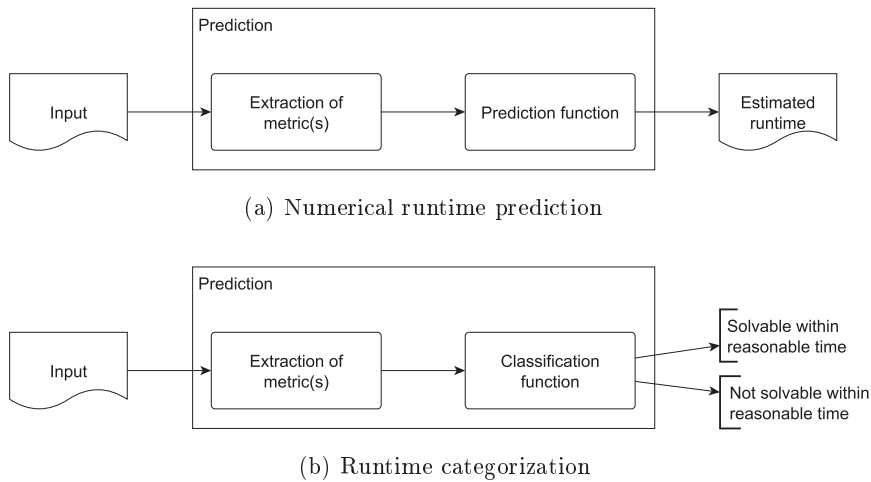 Prediction
Input
Extraction of
metric(s)
Prediction function
Estimated
runtime
(a) Numerical runtime prediction
Prediction
Input
Extraction of
metric(s)
Classification
function
Solvable within
reasonable time
Not solvable within
reasonable time
(b) Runtime categorization